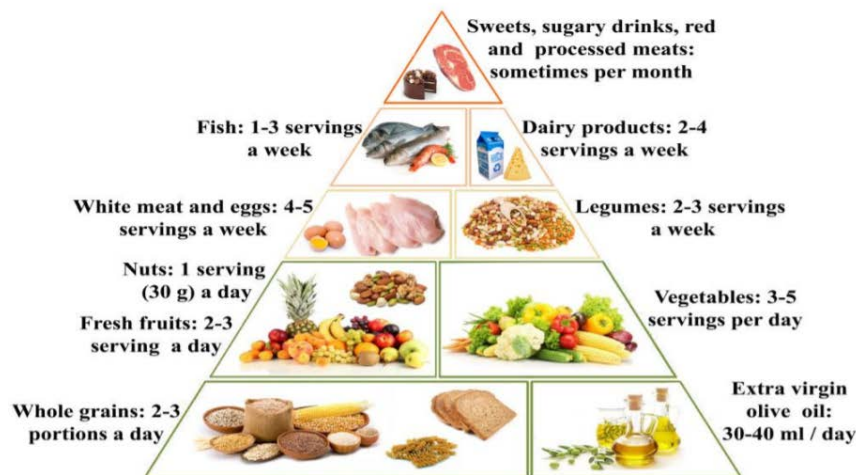 Sweets, sugary drinks, red
and processed meats:
sometimes per month
Fish: 1-3 servings
a week
Dairy products: 2-4
servings a week
White meat and eggs: 4-5
servings a week
Legumes: 2-3 servings
a week
Nuts: 1 serving
(30 g) a day
Fresh fruits: 2-3
serving a day
Vegetables: 3-5
servings per day
Whole grains: 2-3
portions a day
Extra virgin
olive oil:
30-40 ml / day